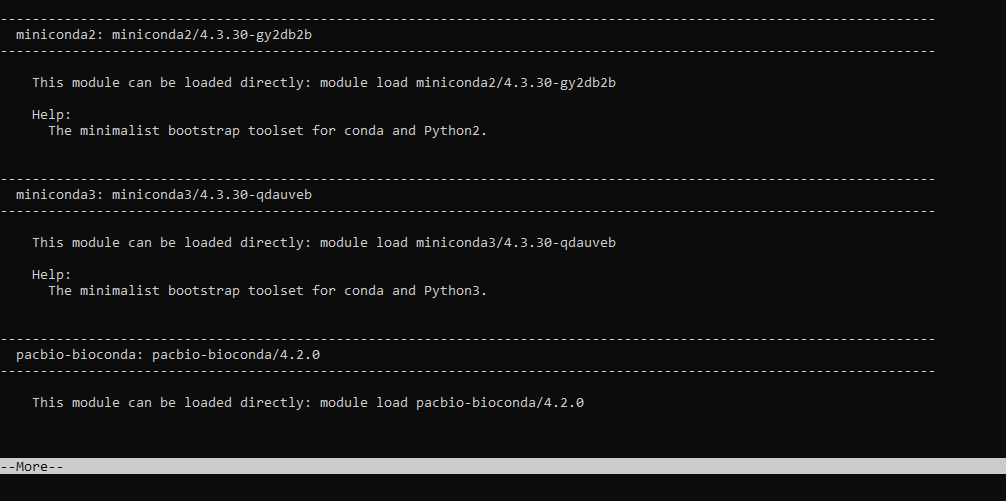 ---------------------------------------------------------------------------------------------------------------------
miniconda2: miniconda2/4.3.30-gy2db2b
---------------------------------------------------------------------------------------------------------------------
This module can be loaded directly: module load miniconda2/4.3.30-gy2db2b
Help:
The minimalist bootstrap toolset for conda and Python2.
---------------------------------------------------------------------------------------------------------------------
miniconda3: miniconda3/4.3.30-qdauveb
---------------------------------------------------------------------------------------------------------------------
This module can be loaded directly: module load miniconda3/4.3.30-qdauveb
Help:
The minimalist bootstrap toolset for conda and Python3.
---------------------------------------------------------------------------------------------------------------------
pacbio-bioconda: pacbio-bioconda/4.2.0
---------------------------------------------------------------------------------------------------------------------
This module can be loaded directly: module load pacbio-bioconda/4.2.0
--More--